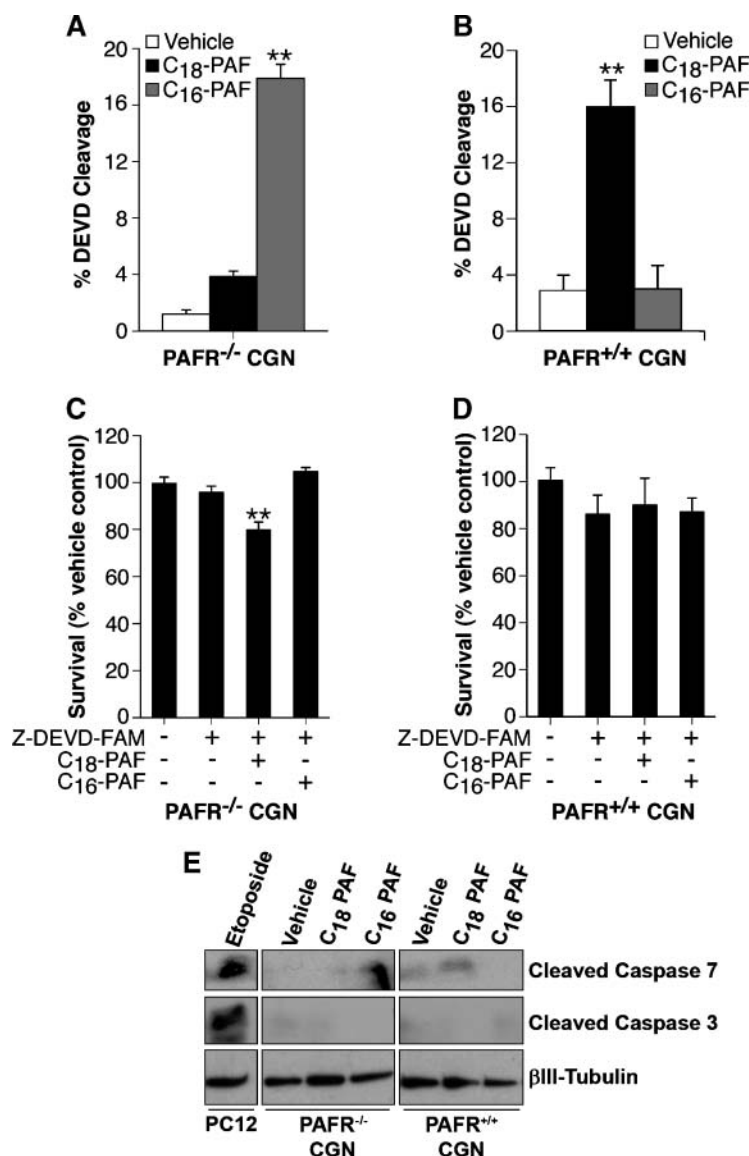 A
Vehicle
C18-PAF
C16-PAF
**
20
16
12
8
4
0
% DEVD Cleavage
PAFR-/- CGN
B
Vehicle
C18-PAF
C16-PAF
**
20
16
12
8
4
0
% DEVD Cleavage
PAFR+/+ CGN
C
120
100
80
60
40
20
0
**
Survival (% vehicle control)
Z-DEVD-FAM - + + +
C18-PAF - - + -
C16-PAF - - - +
PAFR-/- CGN
D
120
100
80
60
40
20
0
Survival (% vehicle control)
Z-DEVD-FAM - + + +
C18-PAF - - + -
C16-PAF - - - +
PAFR+/+ CGN
E
Etoposide Vehicle C18 PAF C16 PAF Vehicle C18 PAF C16 PAF
Cleaved Caspase 7
Cleaved Caspase 3
βIII-Tubulin
PC12 PAFR-/- PAFR+/+
CGN CGN